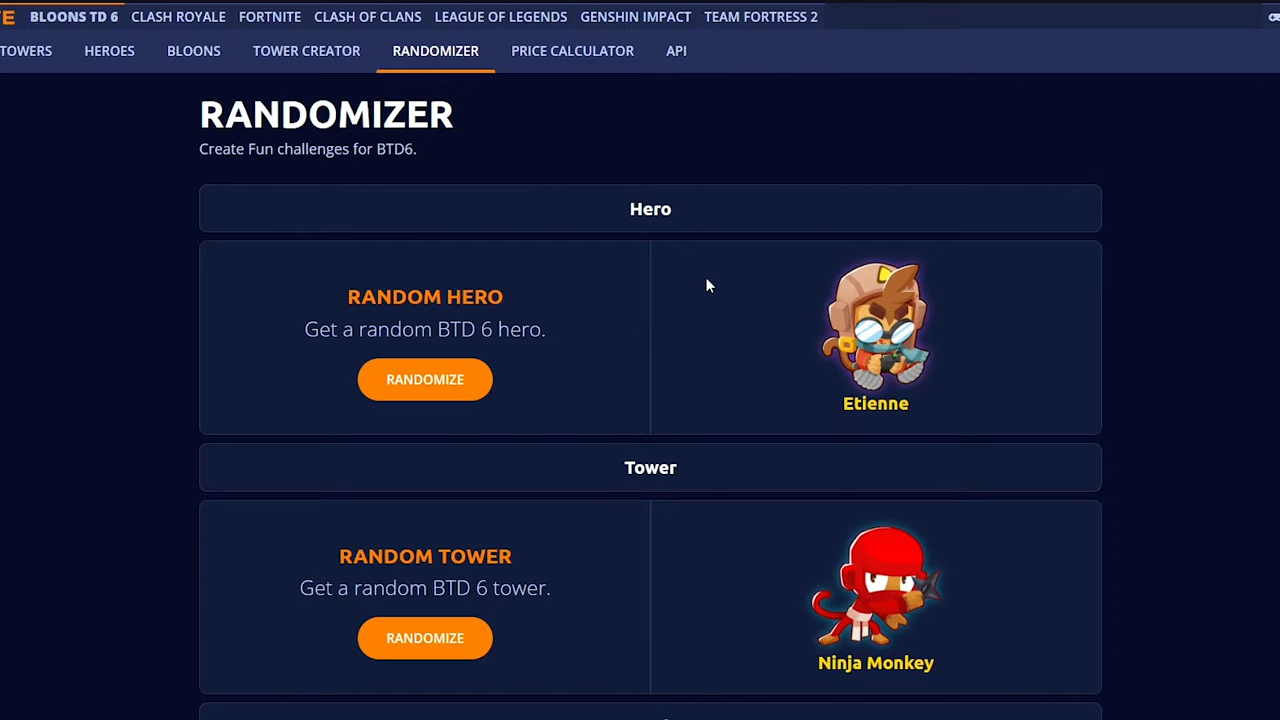 TE BLOONS TD 6 CLASH ROYALE FORTNITE CLASH OF CLANS LEAGUE OF LEGENDS GENSHIN IMPACT TEAM FORTRESS 2
TOWERS HEROES BLOONS TOWER CREATOR RANDOMIZER PRICE CALCULATOR API
RANDOMIZER
Create Fun challenges for BTD6.
Hero
RANDOM HERO
Get a random BTD 6 hero.
RANDOMIZE
Etienne
Tower
RANDOM TOWER
Get a random BTD 6 tower.
RANDOMIZE
Ninja Monkey